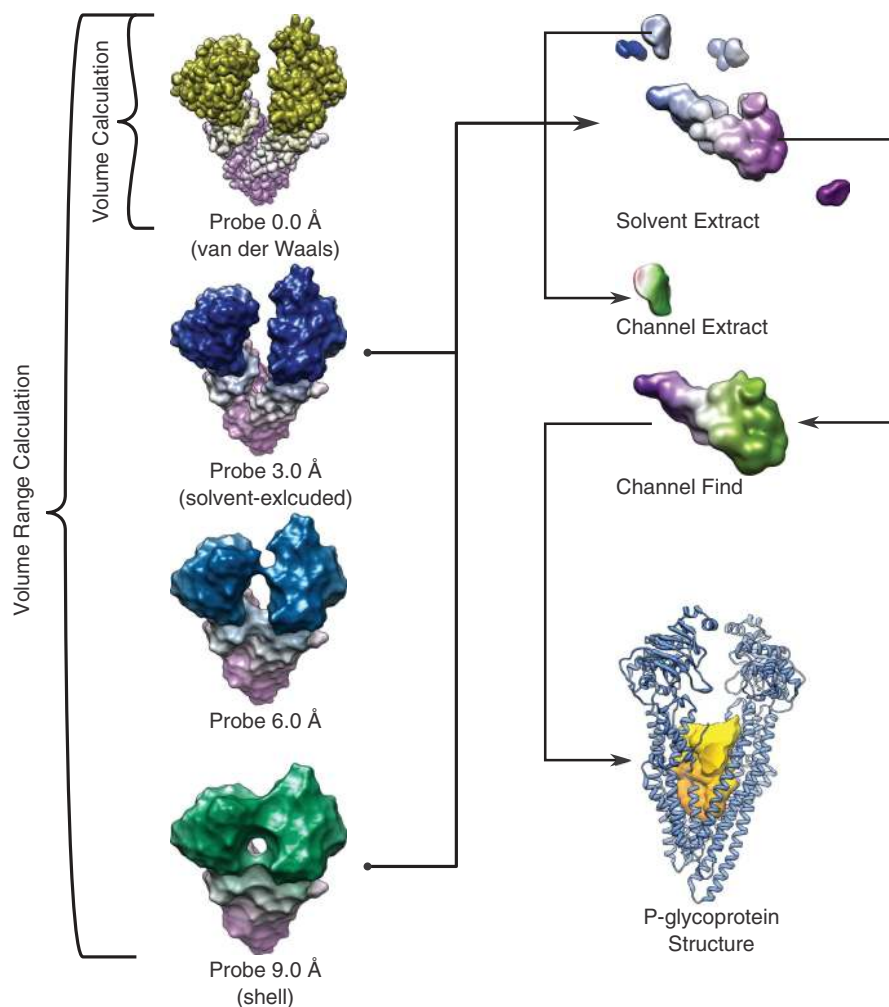 Volume Range Calculation
Volume Calculation
Probe 0.0 Å
(van der Waals)
Probe 3.0 Å
(solvent-exlcuded)
Probe 6.0 Å
Probe 9.0 Å
(shell)
Solvent Extract
Channel Extract
Channel Find
P-glycoprotein
Structure